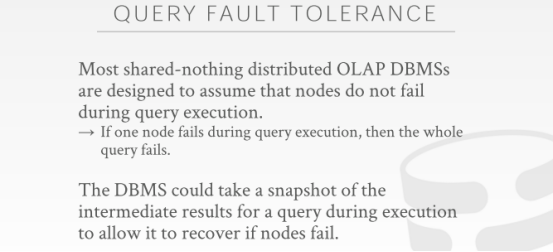 QUERY FAULT TOLERANCE
Most shared-nothing distributed OLAP DBMSs
are designed to assume that nodes do not fail
during query execution.
→ If one node fails during query execution, then the whole
query fails.
The DBMS could take a snapshot of the
intermediate results for a query during execution
to allow it to recover if nodes fail.